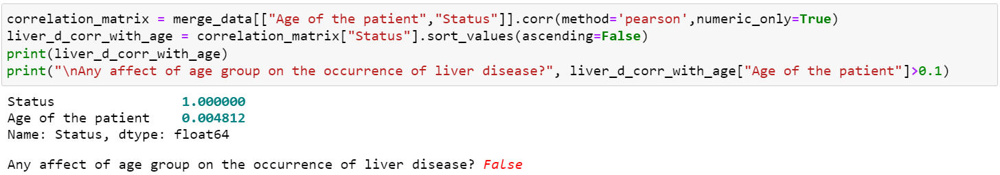 correlation_matrix = merge_data[["Age of the patient","Status"]].corr(method='pearson',numeric_only=True)
liver_d_corr_with_age = correlation_matrix["Status"].sort_values(ascending=False)
print(liver_d_corr_with_age)
print("\nAny affect of age group on the occurrence of liver disease?", liver_d_corr_with_age["Age of the patient"]>0.1)
Status 1.000000
Age of the patient 0.004812
Name: Status, dtype: float64
Any affect of age group on the occurrence of liver disease? False